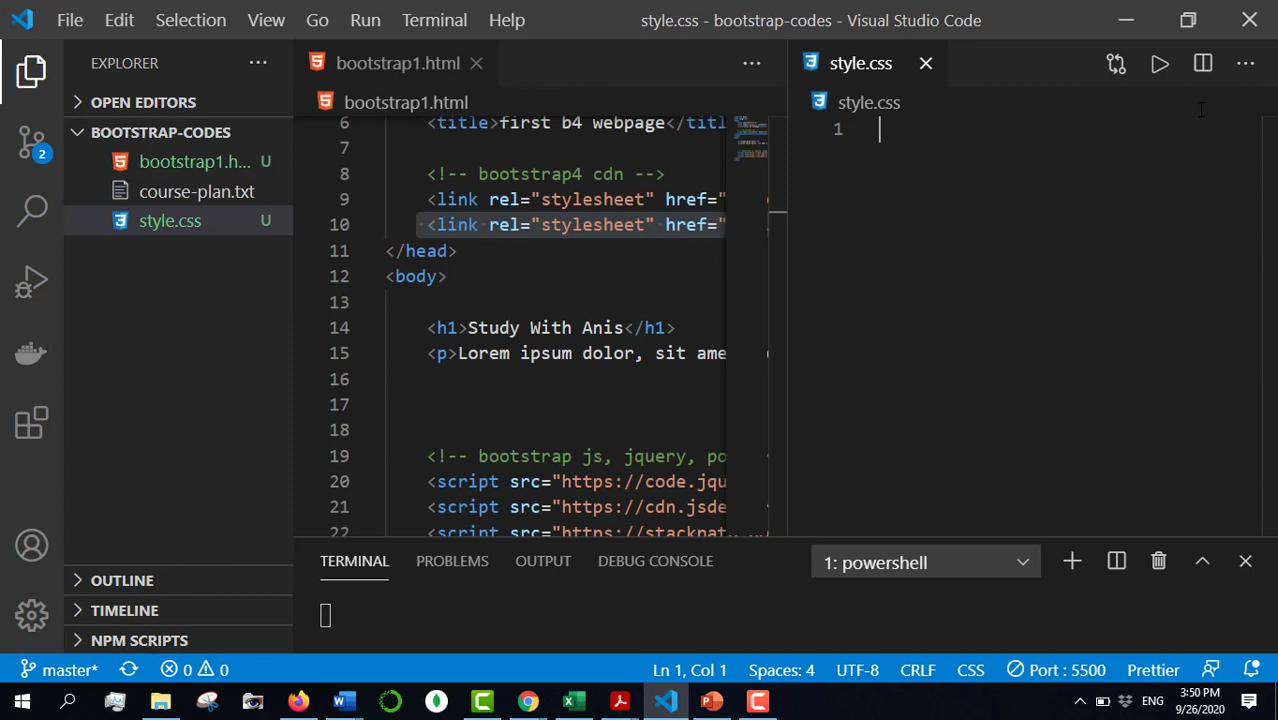 File Edit Selection View Go Run Terminal Help
style.css - bootstrap-codes - Visual Studio Code
EXPLORER
OPEN EDITORS
BOOTSTRAP-CODES
bootstrap1.h... U
course-plan.txt
style.css U
OUTLINE
TIMELINE
NPM SCRIPTS
2
bootstrap1.html
bootstrap1.html
6 <title>first b4 webpage</titl
7
8 <!-- bootstrap4 cdn -->
9 <link rel="stylesheet" href="
10 <link rel="stylesheet" href="
11 </head>
12 <body>
13
14 <h1>Study With Anis</h1>
15 <p>Lorem ipsum dolor, sit ame
16
17
18
19 <!-- bootstrap js, jquery, po
20 <script src="https://code.jqu
21 <script src="https://cdn.jsde
22 <script src="https://stackpat
style.css
style.css
1
TERMINAL PROBLEMS OUTPUT DEBUG CONSOLE
1: powershell
master* 0 0 Ln 1, Col 1 Spaces: 4 UTF-8 CRLF CSS Port : 5500 Prettier
ENG
3:50 PM
9/26/2020